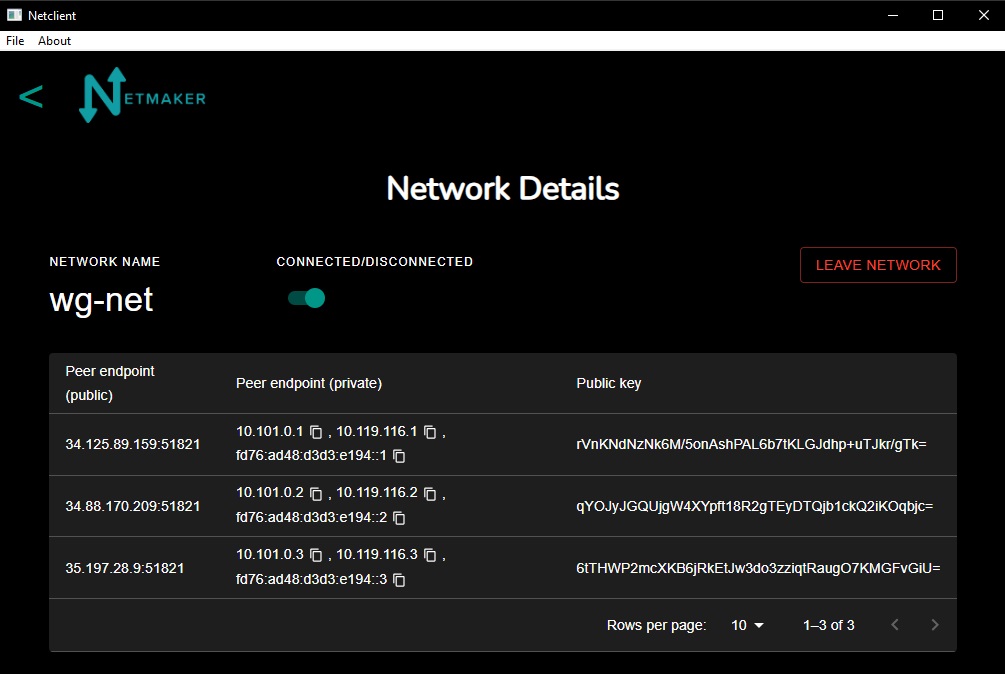 Netclient
File About
< NETMAKER
Network Details
NETWORK NAME CONNECTED/DISCONNECTED LEAVE NETWORK
wg-net
Peer endpoint (public) Peer endpoint (private) Public key
34.125.89.159:51821 10.101.0.1 , 10.119.116.1 , rVnKNdNzNk6M/5onAshPAL6b7tKLGJdhp+uTJkr/gTk=
fd76:ad48:d3d3:e194::1
34.88.170.209:51821 10.101.0.2 , 10.119.116.2 , qYOJyJGQUjgW4XYpft18R2gTEyDTQjb1ckQ2iKOqbjc=
fd76:ad48:d3d3:e194::2
35.197.28.9:51821 10.101.0.3 , 10.119.116.3 , 6tTHWP2mcXKB6jRkEtJw3do3zziqtRaugO7KMGFvGiU=
fd76:ad48:d3d3:e194::3
Rows per page: 10 1–3 of 3